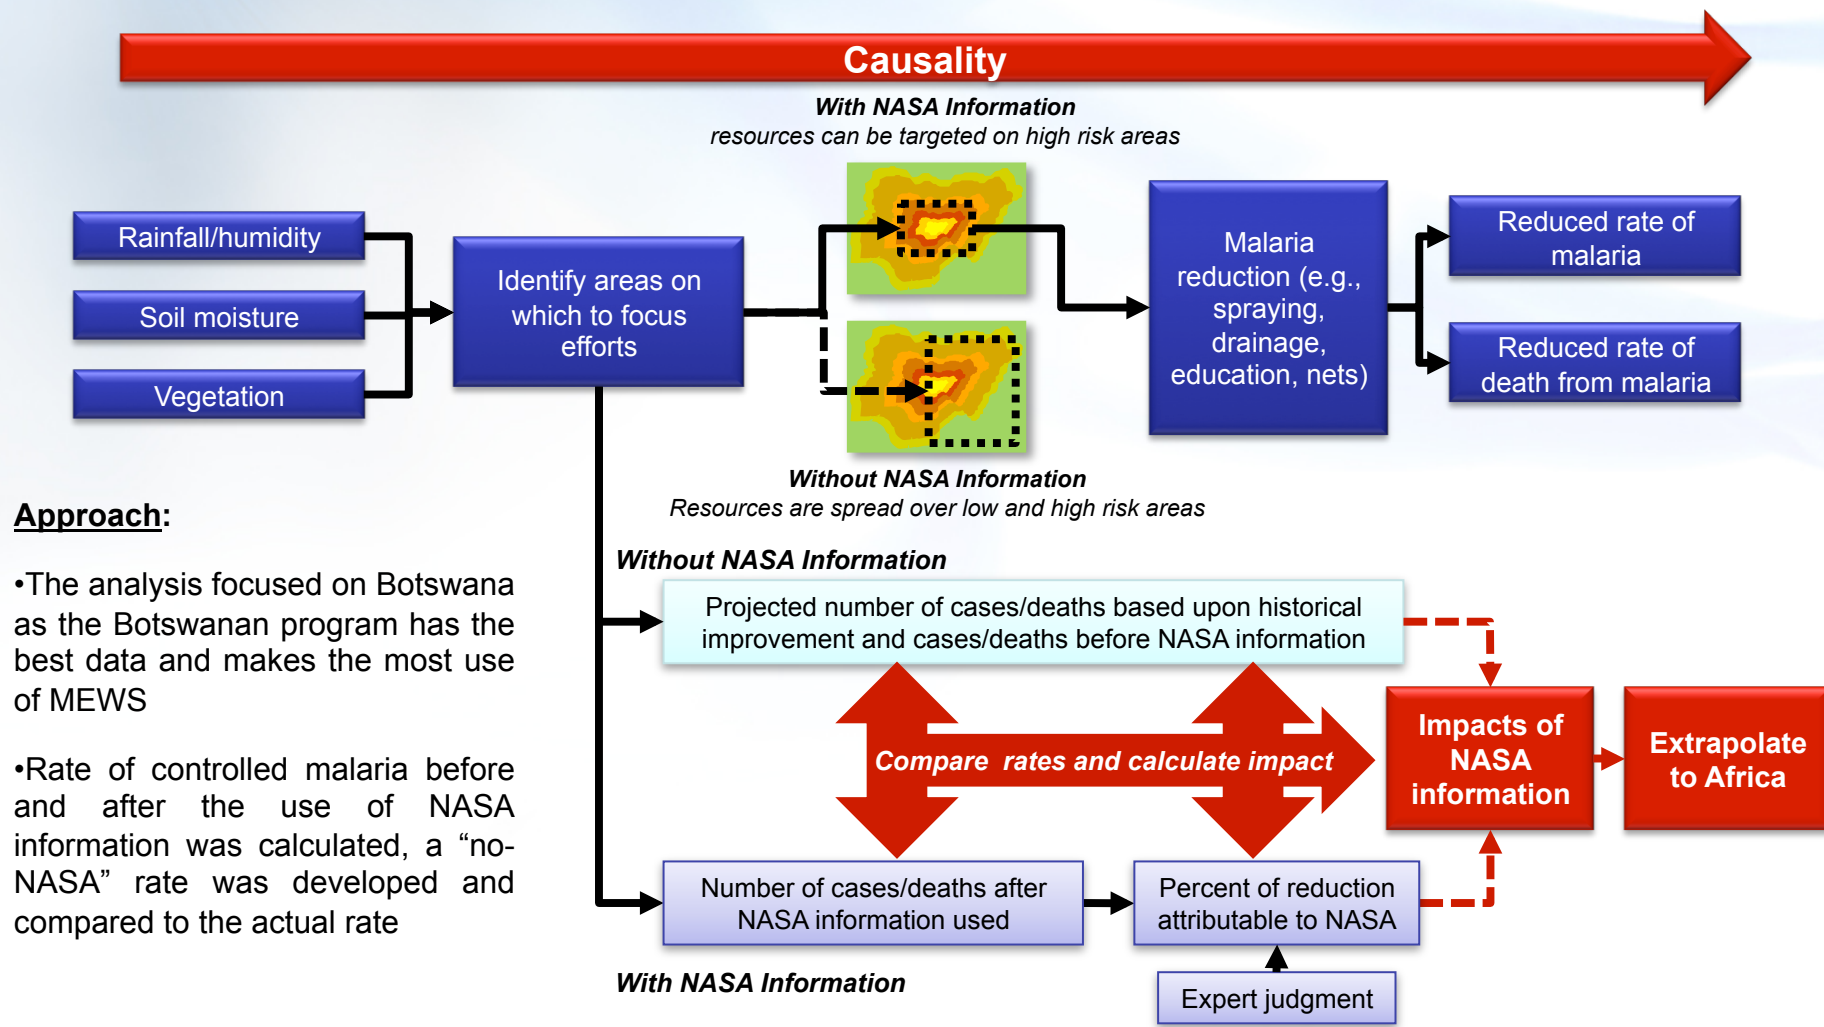 Causality
With NASA Information
resources can be targeted on high risk areas
Rainfall/humidity
Soil moisture
Vegetation
Identify areas on
which to focus
efforts
Malaria
reduction (e.g.,
spraying,
drainage,
education, nets)
Reduced rate of
malaria
Reduced rate of
death from malaria
Without NASA Information
Resources are spread over low and high risk areas
Approach:
•The analysis focused on Botswana
as the Botswanan program has the
best data and makes the most use
of MEWS
•Rate of controlled malaria before
and after the use of NASA
information was calculated, a “no-
NASA” rate was developed and
compared to the actual rate
Without NASA Information
Projected number of cases/deaths based upon historical
improvement and cases/deaths before NASA information
Compare rates and calculate impact
Impacts of
NASA
information
Extrapolate
to Africa
Number of cases/deaths after
NASA information used
Percent of reduction
attributable to NASA
With NASA Information
Expert judgment